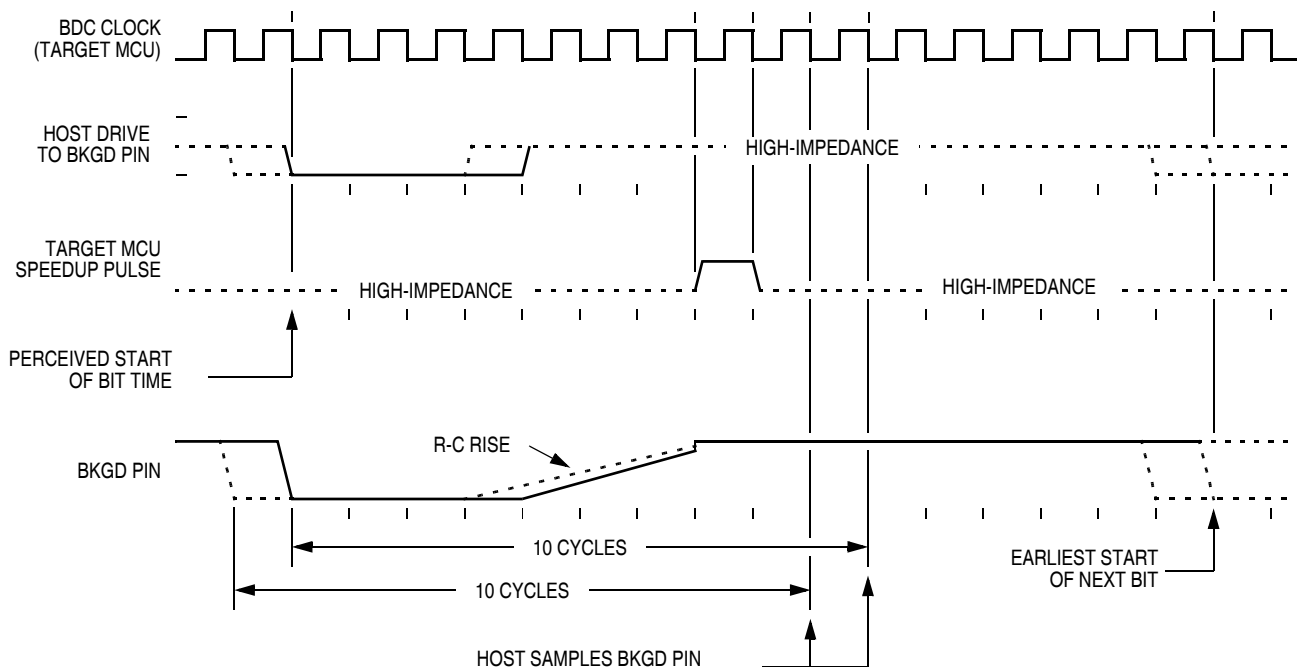 BDC CLOCK
(TARGET MCU)
HOST DRIVE
TO BKGD PIN
HIGH-IMPEDANCE
TARGET MCU
SPEEDUP PULSE
HIGH-IMPEDANCE
HIGH-IMPEDANCE
PERCEIVED START
OF BIT TIME
R-C RISE
BKGD PIN
10 CYCLES
EARLIEST START
OF NEXT BIT
10 CYCLES
HOST SAMPLES BKGD PIN